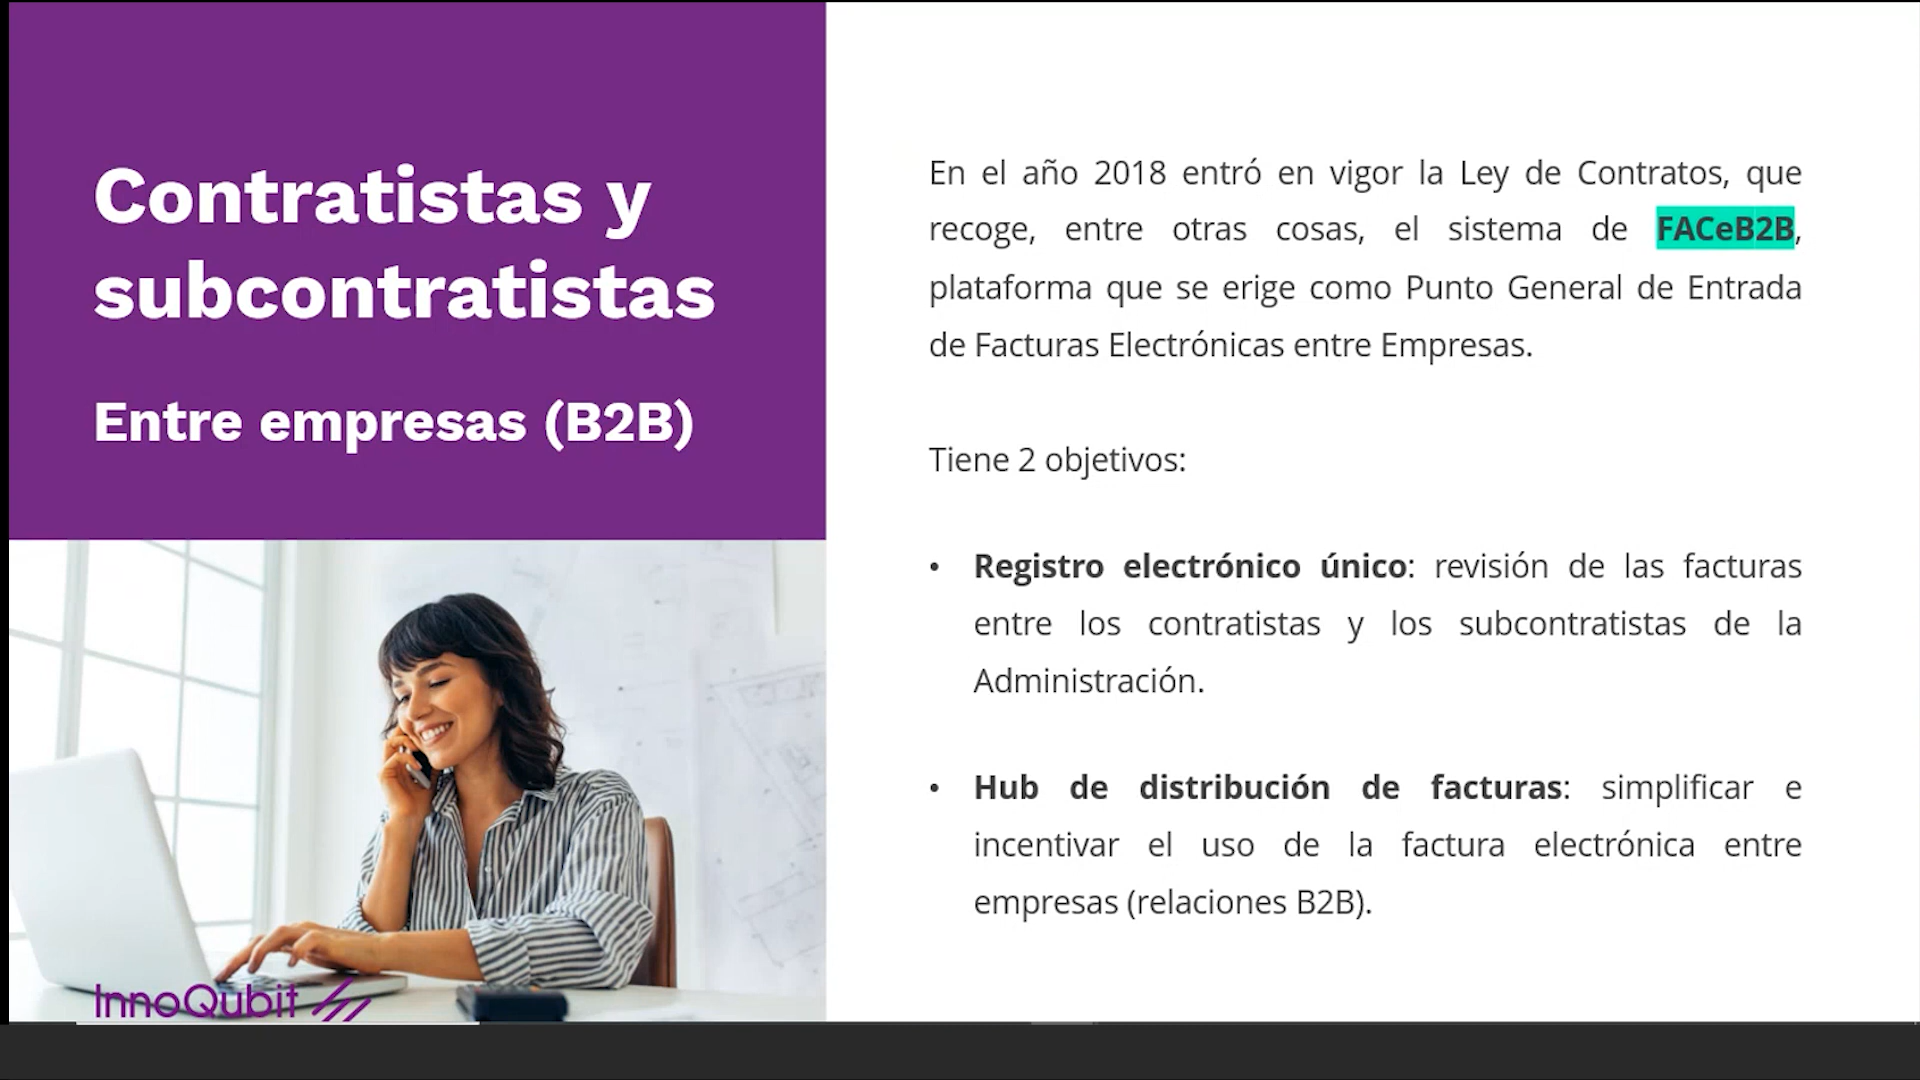 Contratistas y
subcontratistas
Entre empresas (B2B)
En el año 2018 entró en vigor la Ley de Contratos, que
recoge, entre otras cosas, el sistema de FACeB2B,
plataforma que se erige como Punto General de Entrada
de Facturas Electrónicas entre Empresas.
Tiene 2 objetivos:
• Registro electrónico único: revisión de las facturas
entre los contratistas y los subcontratistas de la
Administración.
• Hub de distribución de facturas: simplificar e
incentivar el uso de la factura electrónica entre
empresas (relaciones B2B).
InnoQubit